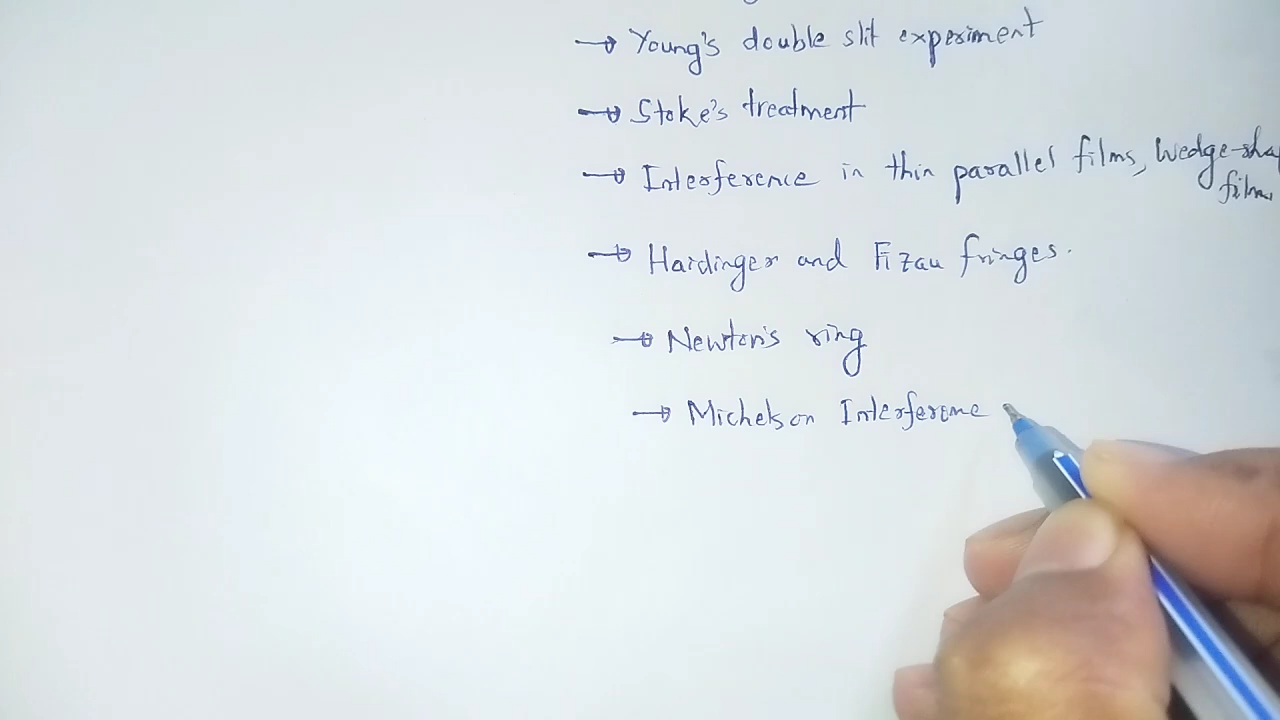 → Young's double slit experiment
→ Stoke's treatment
→ Interference in thin parallel films, Wedge-sha
film
→ Haidinger and Fizau fringes.
→ Newton's ring
→ Michelson Interferome